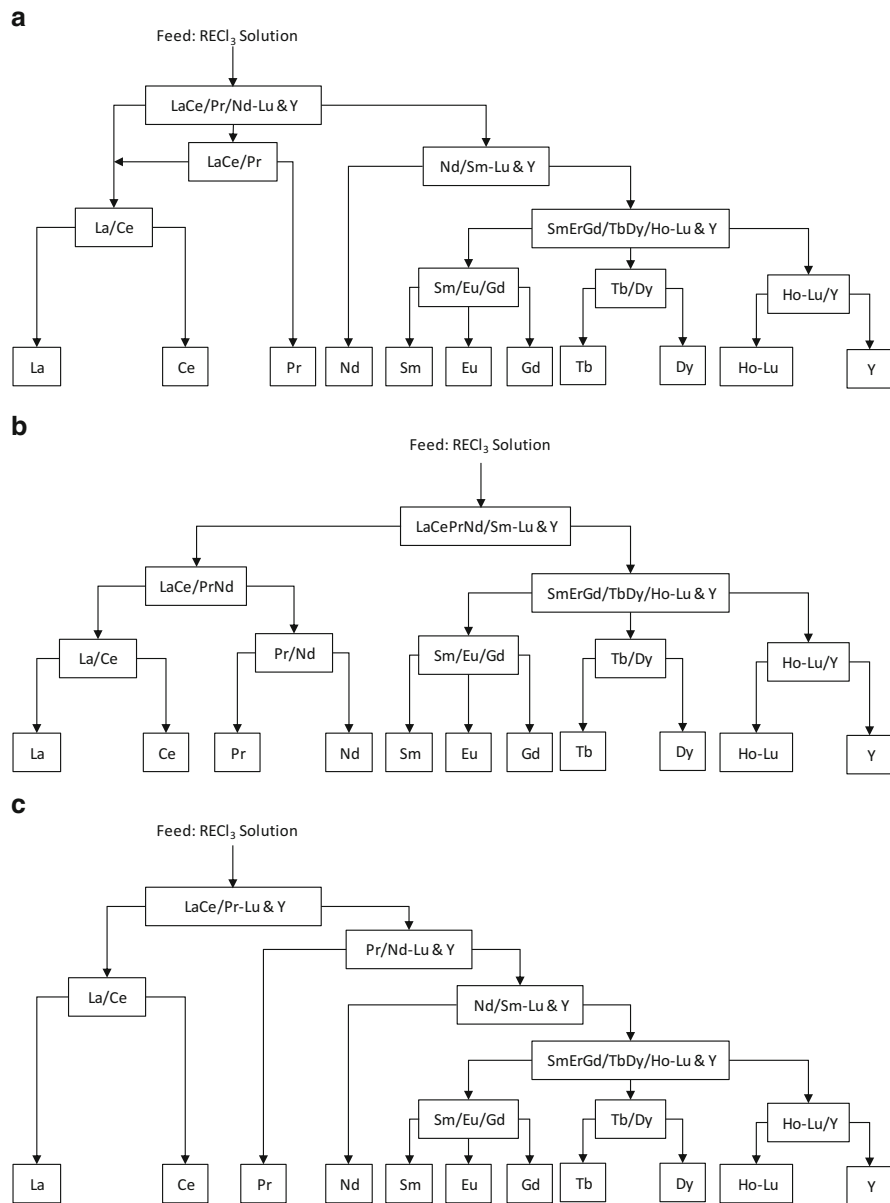 a
Feed: RECl₃ Solution
LaCe/Pr/Nd-Lu & Y
LaCe/Pr
Nd/Sm-Lu & Y
La/Ce
SmErGd/TbDy/Ho-Lu & Y
Sm/Eu/Gd
Tb/Dy
Ho-Lu/Y
La
Ce
Pr
Nd
Sm
Eu
Gd
Tb
Dy
Ho-Lu
Y
b
Feed: RECl₃ Solution
LaCePrNd/Sm-Lu & Y
LaCe/PrNd
SmErGd/TbDy/Ho-Lu & Y
La/Ce
Pr/Nd
Sm/Eu/Gd
Tb/Dy
Ho-Lu/Y
La
Ce
Pr
Nd
Sm
Eu
Gd
Tb
Dy
Ho-Lu
Y
c
Feed: RECl₃ Solution
LaCe/Pr-Lu & Y
Pr/Nd-Lu & Y
La/Ce
Nd/Sm-Lu & Y
SmErGd/TbDy/Ho-Lu & Y
Sm/Eu/Gd
Tb/Dy
Ho-Lu/Y
La
Ce
Pr
Nd
Sm
Eu
Gd
Tb
Dy
Ho-Lu
Y